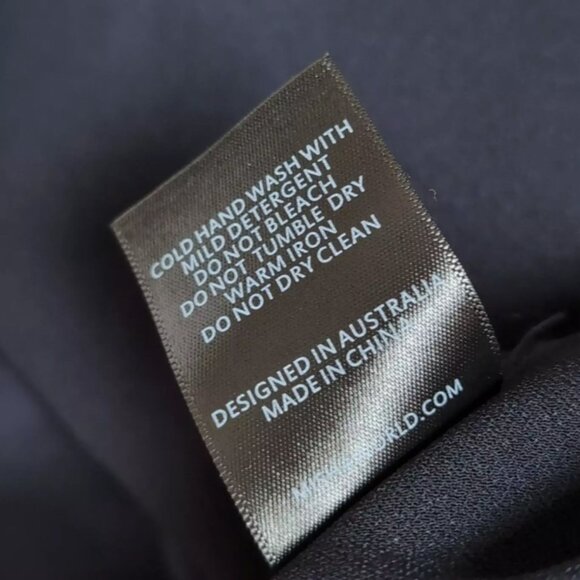 COLD HAND WASH WITH
MILD DETERGENT
DO NOT BLEACH
DO NOT TUMBLE DRY
WARM IRON
DO NOT DRY CLEAN
DESIGNED IN AUSTRALIA
MADE IN CHINA